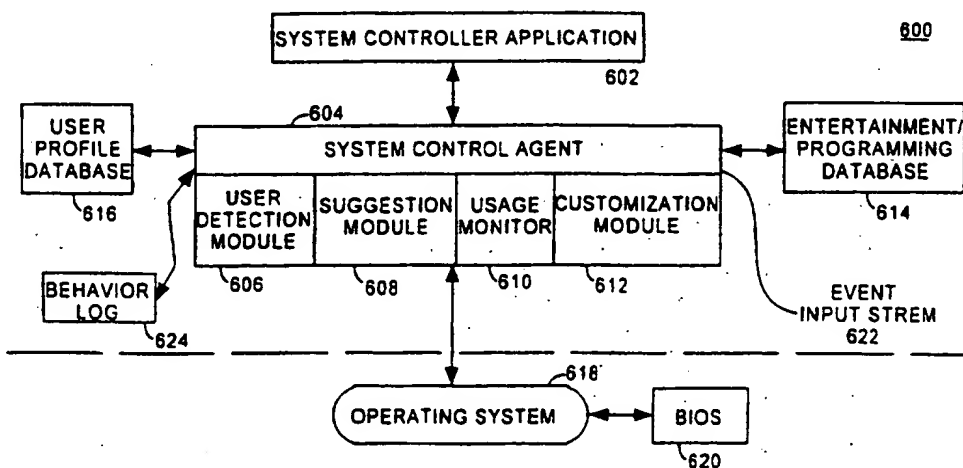 SYSTEM CONTROLLER APPLICATION
602
600
604
USER
PROFILE
DATABASE
616
SYSTEM CONTROL AGENT
ENTERTAINMENT/
PROGRAMMING
DATABASE
614
USER
DETECTION
MODULE
606
SUGGESTION
MODULE
608
USAGE
MONITOR
610
CUSTOMIZATION
MODULE
612
BEHAVIOR
LOG
624
EVENT
INPUT STREM
622
618
OPERATING SYSTEM
BIOS
620